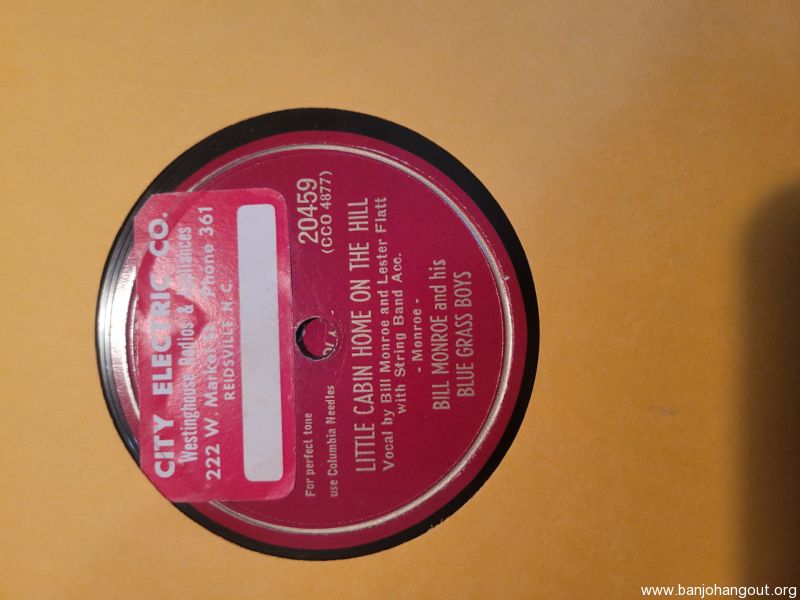 CITY ELECTRIC CO.
Westinghouse Radios & Appliances
222 W. Market St. Phone 361
REIDSVILLE, N. C.
20459
(CCO 4877)
For perfect tone
use Columbia Needles
LITTLE CABIN HOME ON THE HILL
Vocal by Bill Monroe and Lester Flatt
with String Band Acc.
- Monroe -
BILL MONROE and his
BLUE GRASS BOYS
www.banjohangout.org